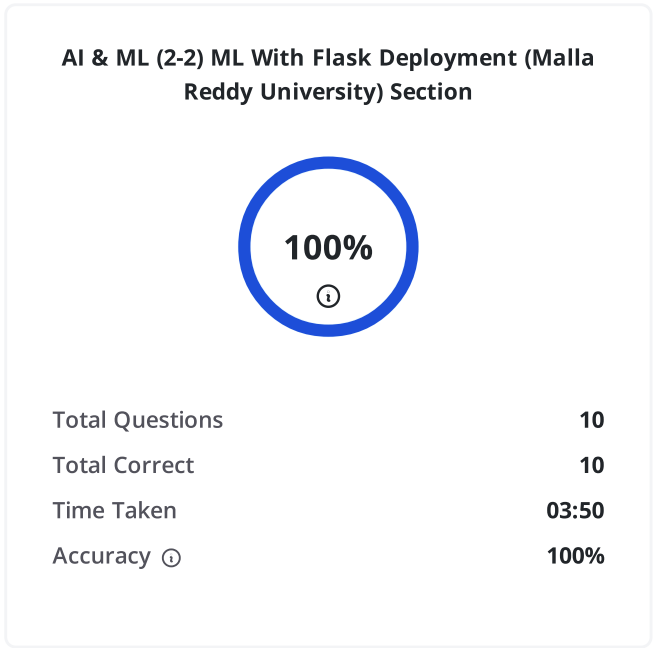 AI & ML (2-2) ML With Flask Deployment (Malla
Reddy University) Section
100%
Total Questions 10
Total Correct 10
Time Taken 03:50
Accuracy 100%